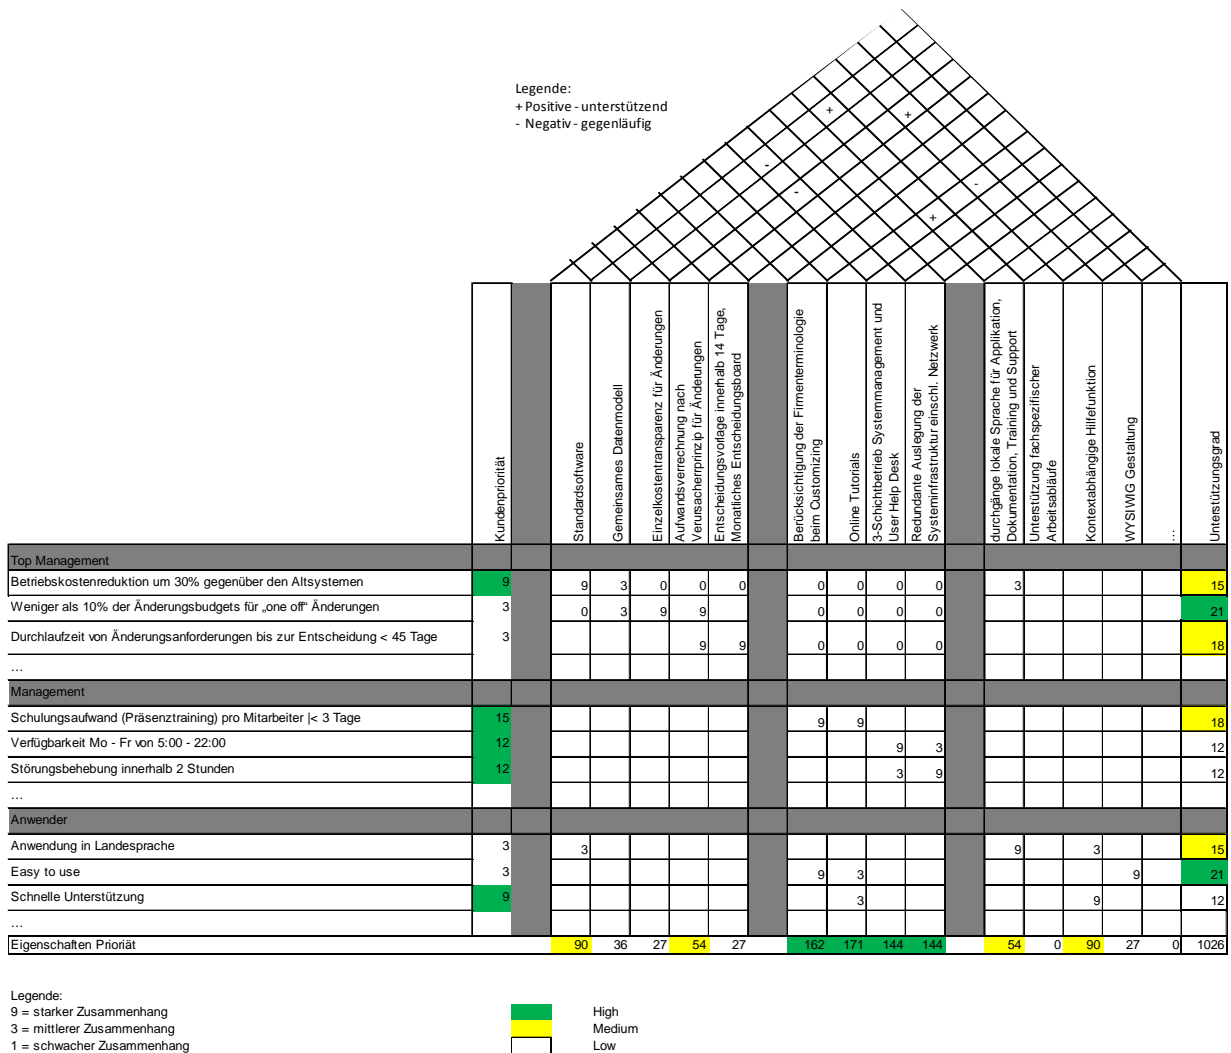 Legende:
+ Positive - unterstützend
- Negativ - gegenläufig
+
+
-
-
-
+
Kundenpriorität
Standardsoftware
Gemeinsames Datenmodell
Einzelkostentransparenz für Änderungen
Aufwandsverrechnung nach
Verursacherrprinzip für Änderungen
Entscheidungsvorlage innerhalb 14 Tage,
Monatliches Entscheidungsboard
Berücksichtigung der Firmenterminologie
beim Customizing
Online Tutorials
3-Schichtbetrieb Systemmanagement und
User Help Desk
Redundante Auslegung der
Systeminfrastruktur einschl. Netzwerk
durchgänge lokale Sprache für Applikation,
Dokumentation, Training und Support
Unterstützung fachspezifischer
Arbeitsabläufe
Kontextabhängige Hilfefunktion
WYSIWIG Gestaltung
...
Unterstützungsgrad
Top Management
Betriebskostenreduktion um 30% gegenüber den Altsystemen 9 9 3 0 0 0 0 0 0 0 3 15
Weniger als 10% der Änderungsbudgets für „one off" Änderungen 3 0 3 9 9 0 0 0 0 21
Durchlaufzeit von Änderungsanforderungen bis zur Entscheidung < 45 Tage 3 9 9 0 0 0 0 18
...
Management
Schulungsaufwand (Präsenztraining) pro Mitarbeiter |< 3 Tage 15 9 9 18
Verfügbarkeit Mo - Fr von 5:00 - 22:00 12 9 3 12
Störungsbehebung innerhalb 2 Stunden 12 3 9 12
...
Anwender
Anwendung in Landesprache 3 3 9 3 15
Easy to use 3 9 3 9 21
Schnelle Unterstützung 9 3 9 12
...
Eigenschaften Prioriät 90 36 27 54 27 162 171 144 144 54 0 90 27 0 1026
Legende:
9 = starker Zusammenhang High
3 = mittlerer Zusammenhang Medium
1 = schwacher Zusammenhang Low